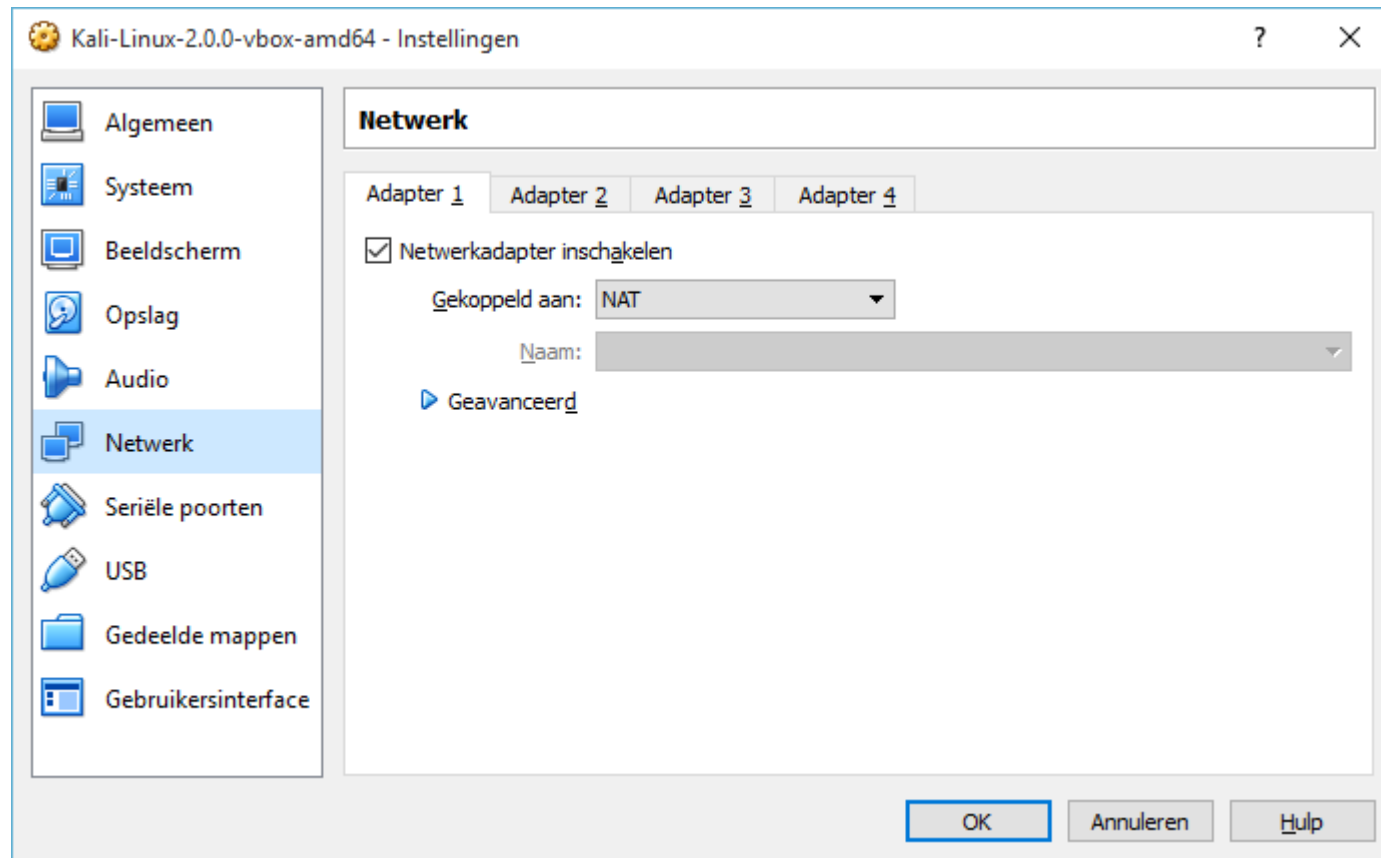 Kali-Linux-2.0.0-vbox-amd64 - Instellingen ?
Algemeen
Systeem
Beeldscherm
Opslag
Audio
Netwerk
Seriële poorten
USB
Gedeelde mappen
Gebruikersinterface
Netwerk
Adapter 1 Adapter 2 Adapter 3 Adapter 4
Netwerkadapter inschakelen
Gekoppeld aan: NAT
Naam:
Geavanceerd
OK Annuleren Hulp